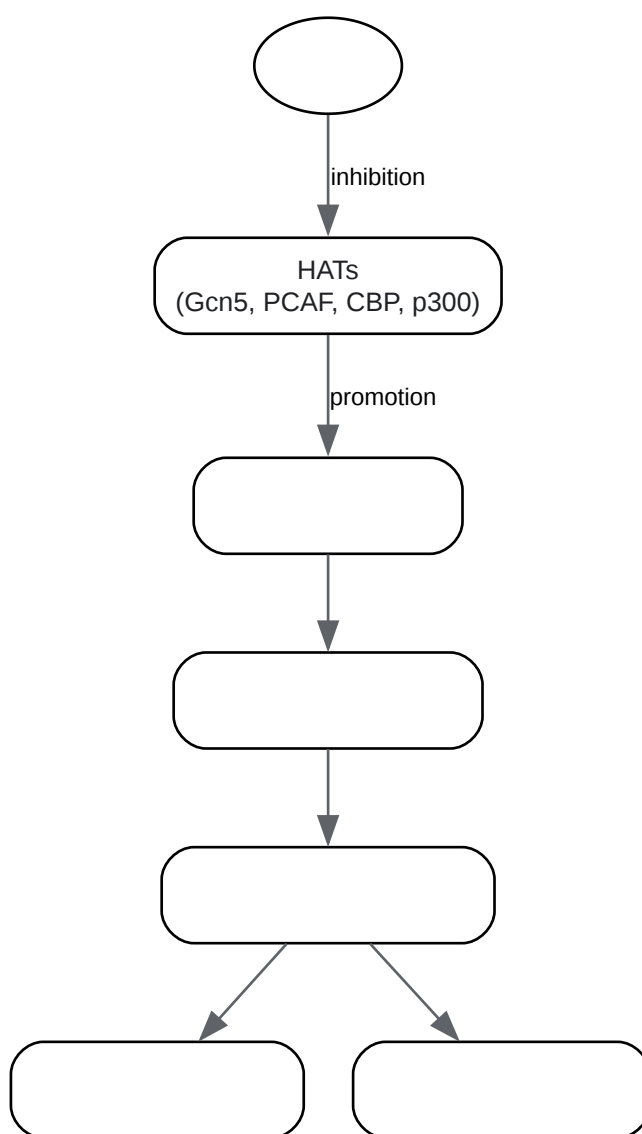 inhibition
HATs
(Gcn5, PCAF, CBP, p300)
promotion